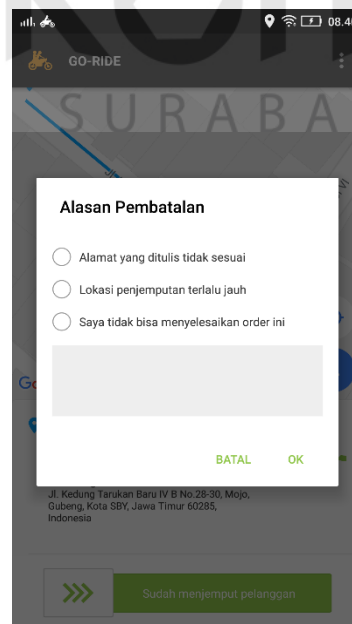 08.40
GO-RIDE
SURABA
Alasan Pembatalan
Alamat yang ditulis tidak sesuai
Lokasi penjemputan terlalu jauh
Saya tidak bisa menyelesaikan order ini
BATAL OK
Jl. Kedung Tarukan Baru IV B No.28-30, Mojo,
Gubeng, Kota SBY, Jawa Timur 60285,
Indonesia
Sudah menjemput pelanggan